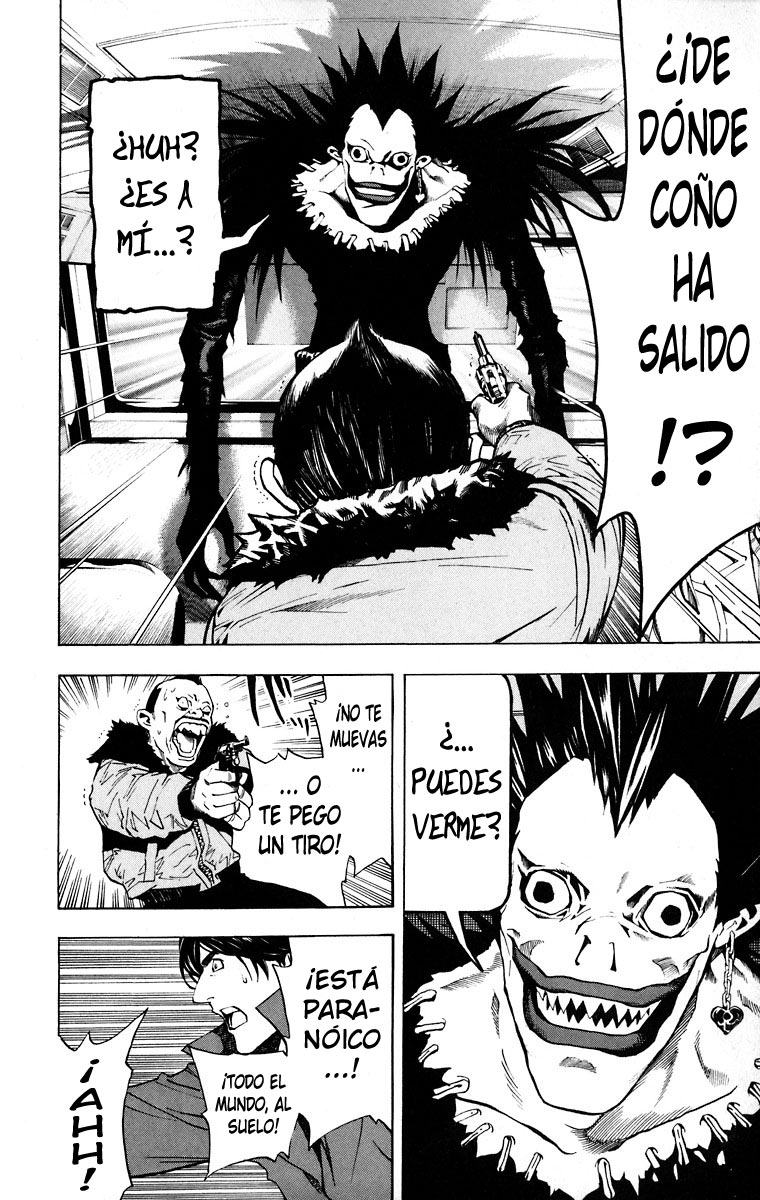 ¿¡DE
DÓNDE
COÑO
HA
SALIDO
!?
¿HUH?
¿ES A
MÍ...?
¿...
PUEDES
VERME?
¡NO TE
MUEVAS
...
... O
TE PEGO
UN TIRO!
¡ESTÁ
PARA-
NÓICO
...!
¡TODO EL
MUNDO, AL
SUELO!
¡AHH!